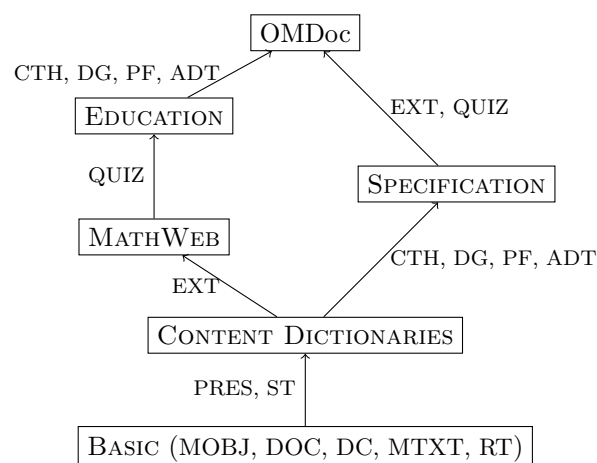 OMDoc
CTH, DG, PF, ADT
EXT, QUIZ
EDUCATION
QUIZ
SPECIFICATION
MATHWEB
CTH, DG, PF, ADT
EXT
CONTENT DICTIONARIES
PRES, ST
BASIC (MOBJ, DOC, DC, MTXT, RT)